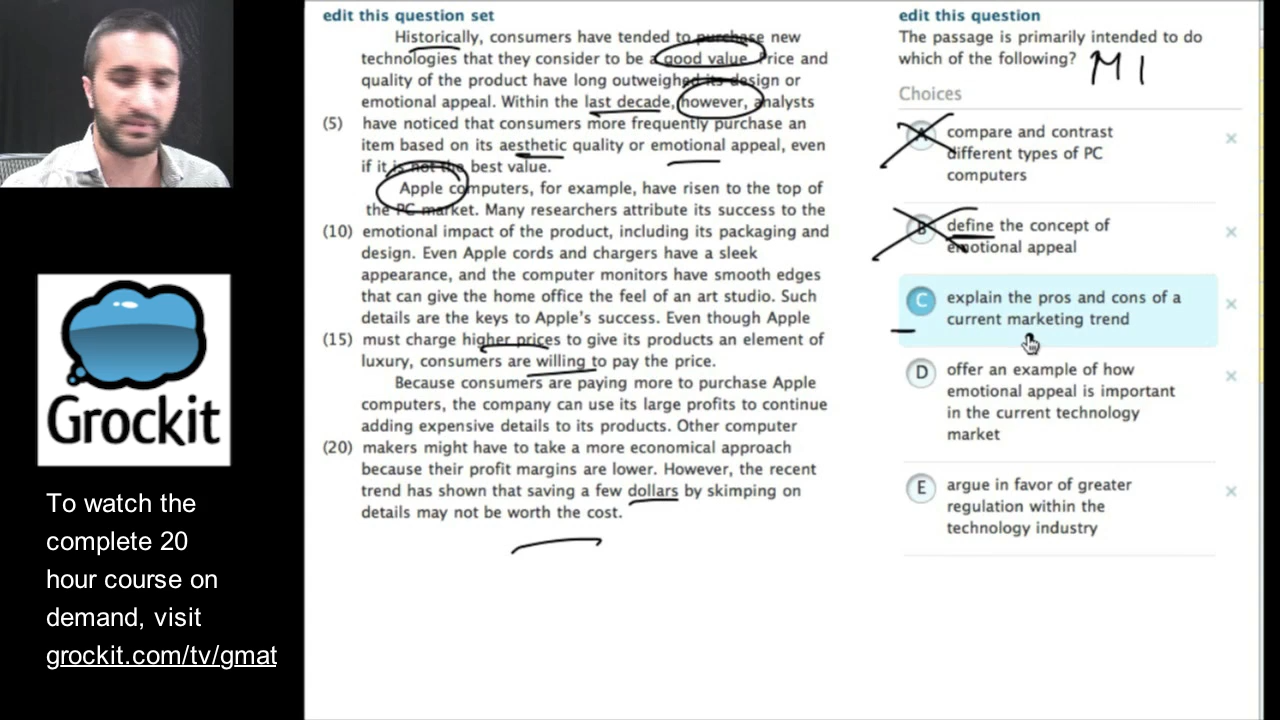 edit this question set
Historically, consumers have tended to purchase new
technologies that they consider to be a good value. Price and
quality of the product have long outweighed its design or
emotional appeal. Within the last decade, however, analysts
(5) have noticed that consumers more frequently purchase an
item based on its aesthetic quality or emotional appeal, even
if it is not the best value.
Apple computers, for example, have risen to the top of
the PC market. Many researchers attribute its success to the
(10) emotional impact of the product, including its packaging and
design. Even Apple cords and chargers have a sleek
appearance, and the computer monitors have smooth edges
that can give the home office the feel of an art studio. Such
details are the keys to Apple's success. Even though Apple
(15) must charge higher prices to give its products an element of
luxury, consumers are willing to pay the price.
Because consumers are paying more to purchase Apple
computers, the company can use its large profits to continue
adding expensive details to its products. Other computer
(20) makers might have to take a more economical approach
because their profit margins are lower. However, the recent
trend has shown that saving a few dollars by skimping on
details may not be worth the cost.
edit this question
The passage is primarily intended to do
which of the following?
MI
Choices
A compare and contrast
different types of PC
computers
B define the concept of
emotional appeal
C explain the pros and cons of a
current marketing trend
D offer an example of how
emotional appeal is important
in the current technology
market
E argue in favor of greater
regulation within the
technology industry
Grockit
To watch the
complete 20
hour course on
demand, visit
grockit.com/tv/gmat